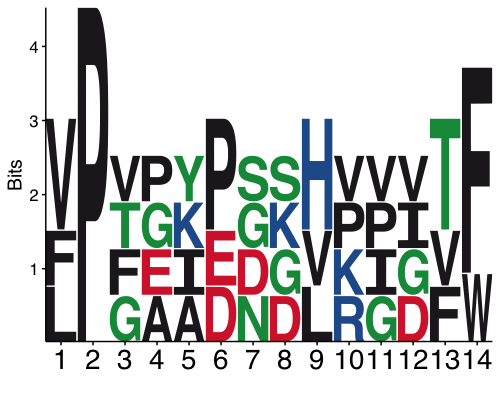 Bits
4
3
2
1
V P V P Y P S S H V V V T F
T G K G K P P I
F F E I E D G V K I G V
L G A A D N D L R G D F W
1 2 3 4 5 6 7 8 9 10 11 12 13 14